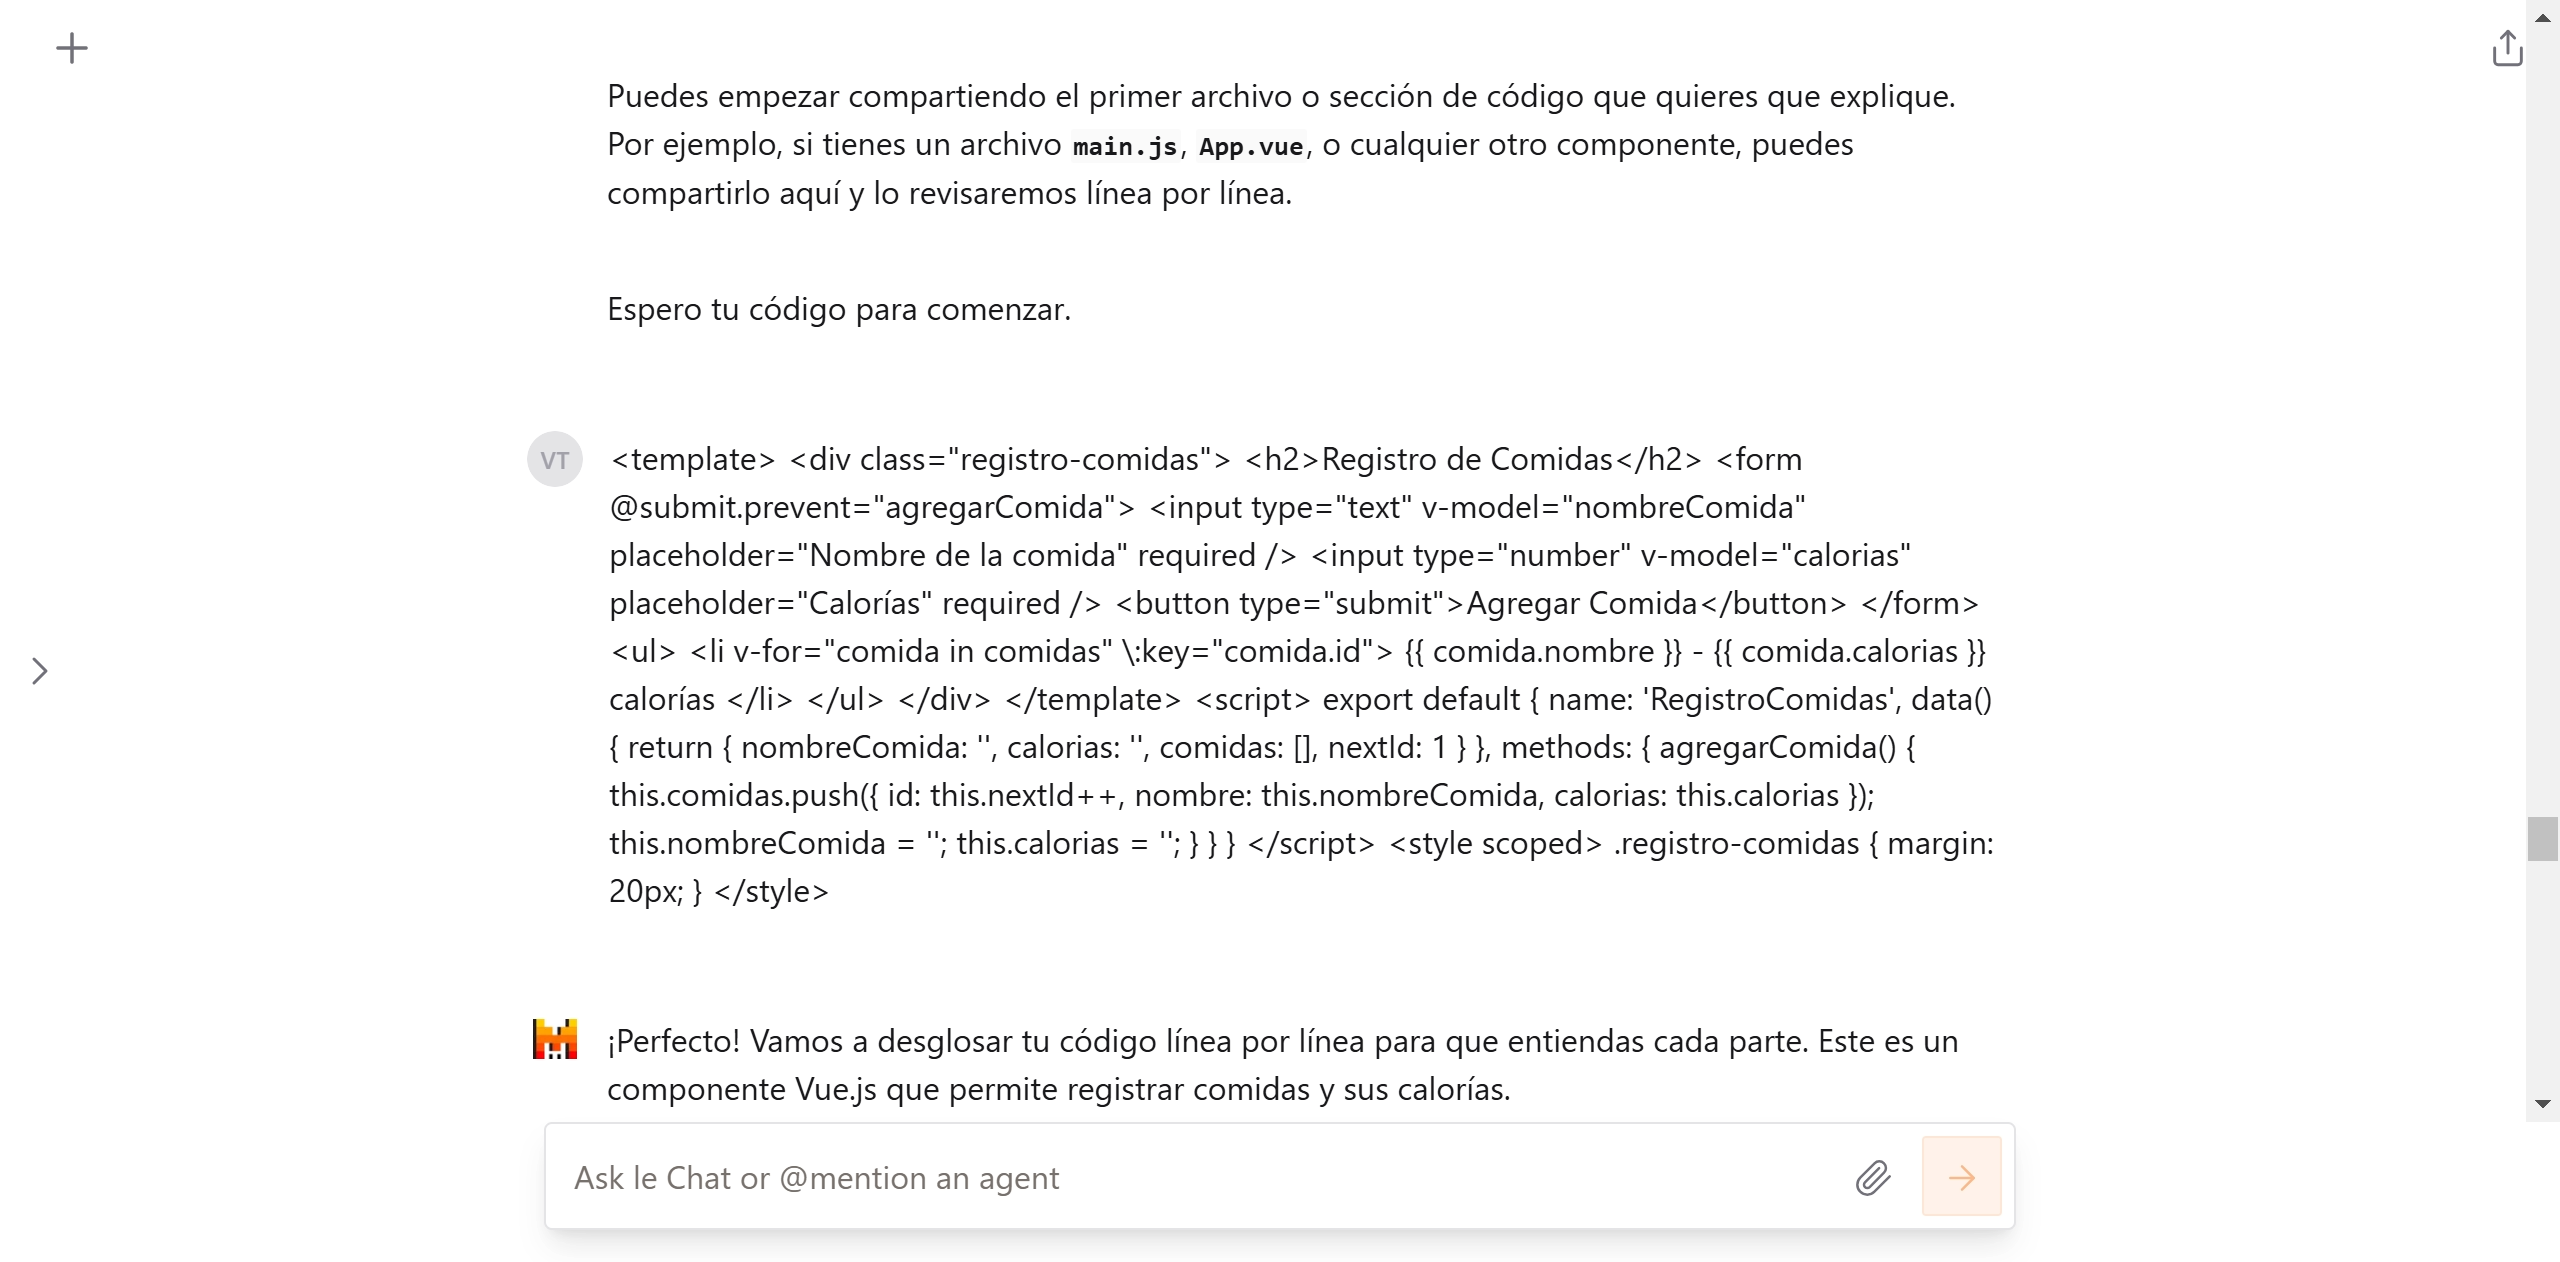 Puedes empezar compartiendo el primer archivo o sección de código que quieres que explique.
Por ejemplo, si tienes un archivo main.js, App.vue, o cualquier otro componente, puedes
compartirlo aquí y lo revisaremos línea por línea.
Espero tu código para comenzar.
VT
<template> <div class="registro-comidas"> <h2>Registro de Comidas</h2> <form
@submit.prevent="agregarComida"> <input type="text" v-model="nombreComida"
placeholder="Nombre de la comida" required /> <input type="number" v-model="calorias"
placeholder="Calorías" required /> <button type="submit">Agregar Comida</button> </form>
<ul> <li v-for="comida in comidas" \:key="comida.id"> {{ comida.nombre }} - {{ comida.calorias }}
calorías </li> </ul> </div> </template> <script> export default { name: 'RegistroComidas', data()
{ return { nombreComida: '', calorias: '', comidas: [], nextId: 1 } }, methods: { agregarComida() {
this.comidas.push({ id: this.nextId++, nombre: this.nombreComida, calorias: this.calorias });
this.nombreComida = ''; this.calorias = ''; } } } </script> <style scoped> .registro-comidas { margin:
20px; } </style>
¡Perfecto! Vamos a desglosar tu código línea por línea para que entiendas cada parte. Este es un
componente Vue.js que permite registrar comidas y sus calorías.
Ask le Chat or @mention an agent